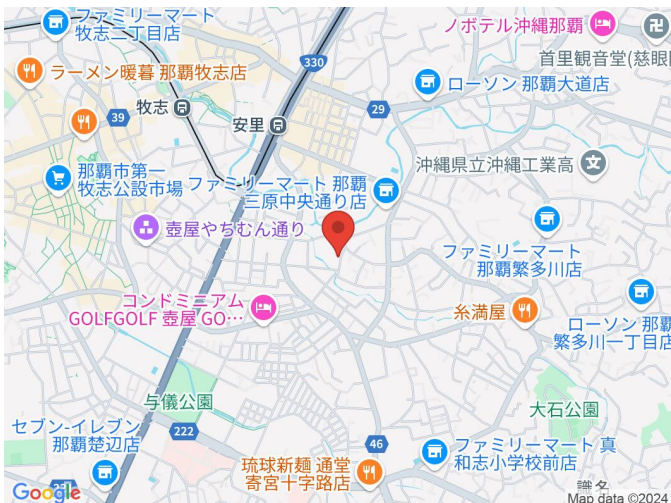 ファミリーマート
牧志一丁目店
ノボテル沖縄那覇
首里観音堂(慈眼
330
ラーメン暖暮 那覇牧志店
ローソン 那覇大道店
29
牧志
39
安里
沖縄県立沖縄工業高
那覇市第一
牧志公設市場
ファミリーマート 那覇
三原中央通り店
壺屋やちむん通り
ファミリーマート
那覇繁多川店
コンドミニアム
GOLFGOLF 壺屋 GO…
糸満屋
ローソン 那覇
繁多川一丁目店
与儀公園
大石公園
セブン-イレブン
那覇楚辺店
222
46
ファミリーマート 真
和志小学校前店
琉球新麺 通堂
寄宮十字路店
識名
Google
Map data ©2024